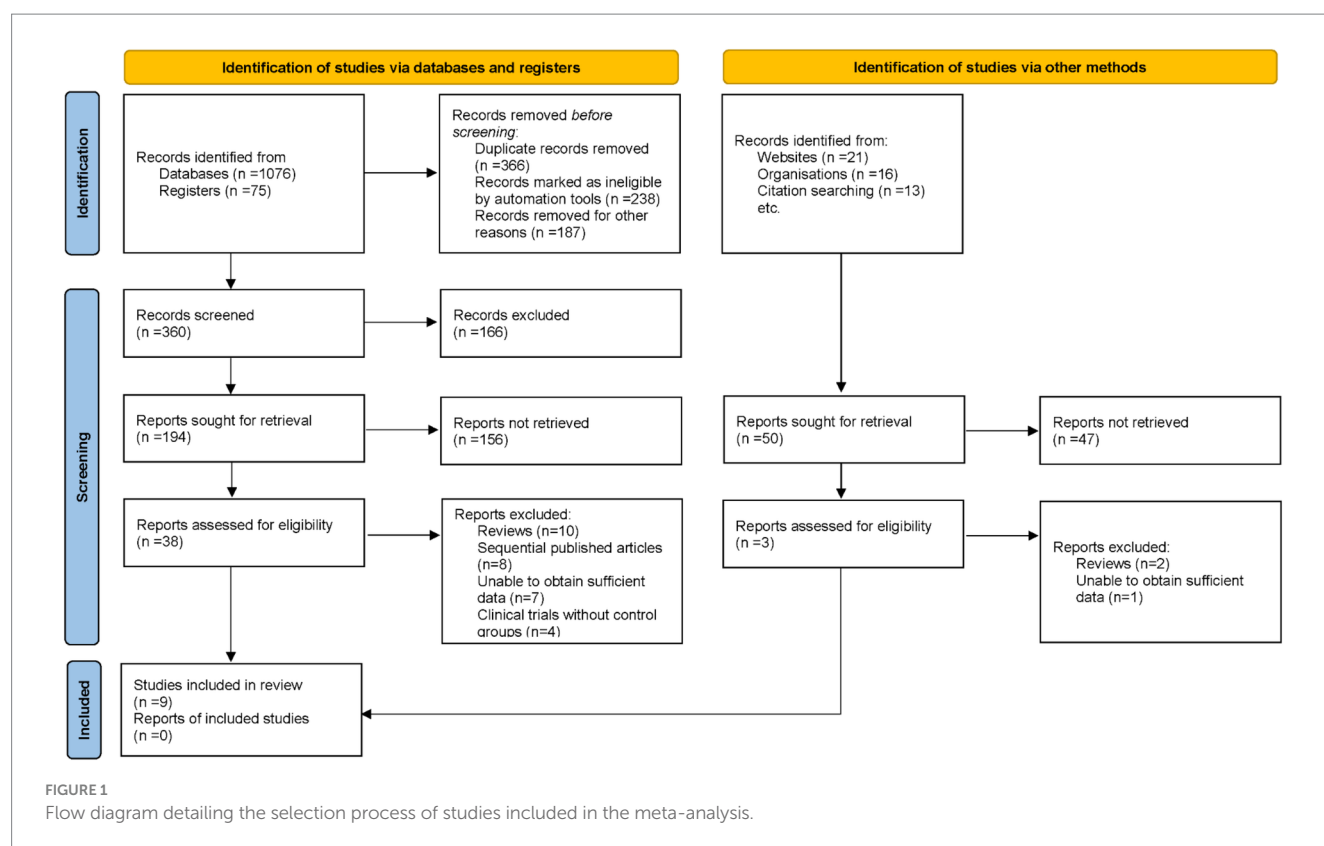 Identification of studies via databases and registers
Identification of studies via other methods
Identification
Records identified from
Databases (n =1076)
Registers (n =75)
Records removed before
screening:
Duplicate records removed
(n =366)
Records marked as ineligible
by automation tools (n =238)
Records removed for other
reasons (n =187)
Records identified from:
Websites (n =21)
Organisations (n =16)
Citation searching (n =13)
etc.
Screening
Records screened
(n =360)
Records excluded
(n =166)
Reports sought for retrieval
(n =194)
Reports not retrieved
(n =156)
Reports sought for retrieval
(n =50)
Reports not retrieved
(n =47)
Reports assessed for eligibility
(n =38)
Reports excluded:
Reviews (n=10)
Sequential published articles
(n=8)
Unable to obtain sufficient
data (n=7)
Clinical trials without control
groups (n=4)
Reports assessed for eligibility
(n =3)
Reports excluded:
Reviews (n=2)
Unable to obtain sufficient
data (n=1)
Included
Studies included in review
(n =9)
Reports of included studies
(n =0)
FIGURE 1
Flow diagram detailing the selection process of studies included in the meta-analysis.